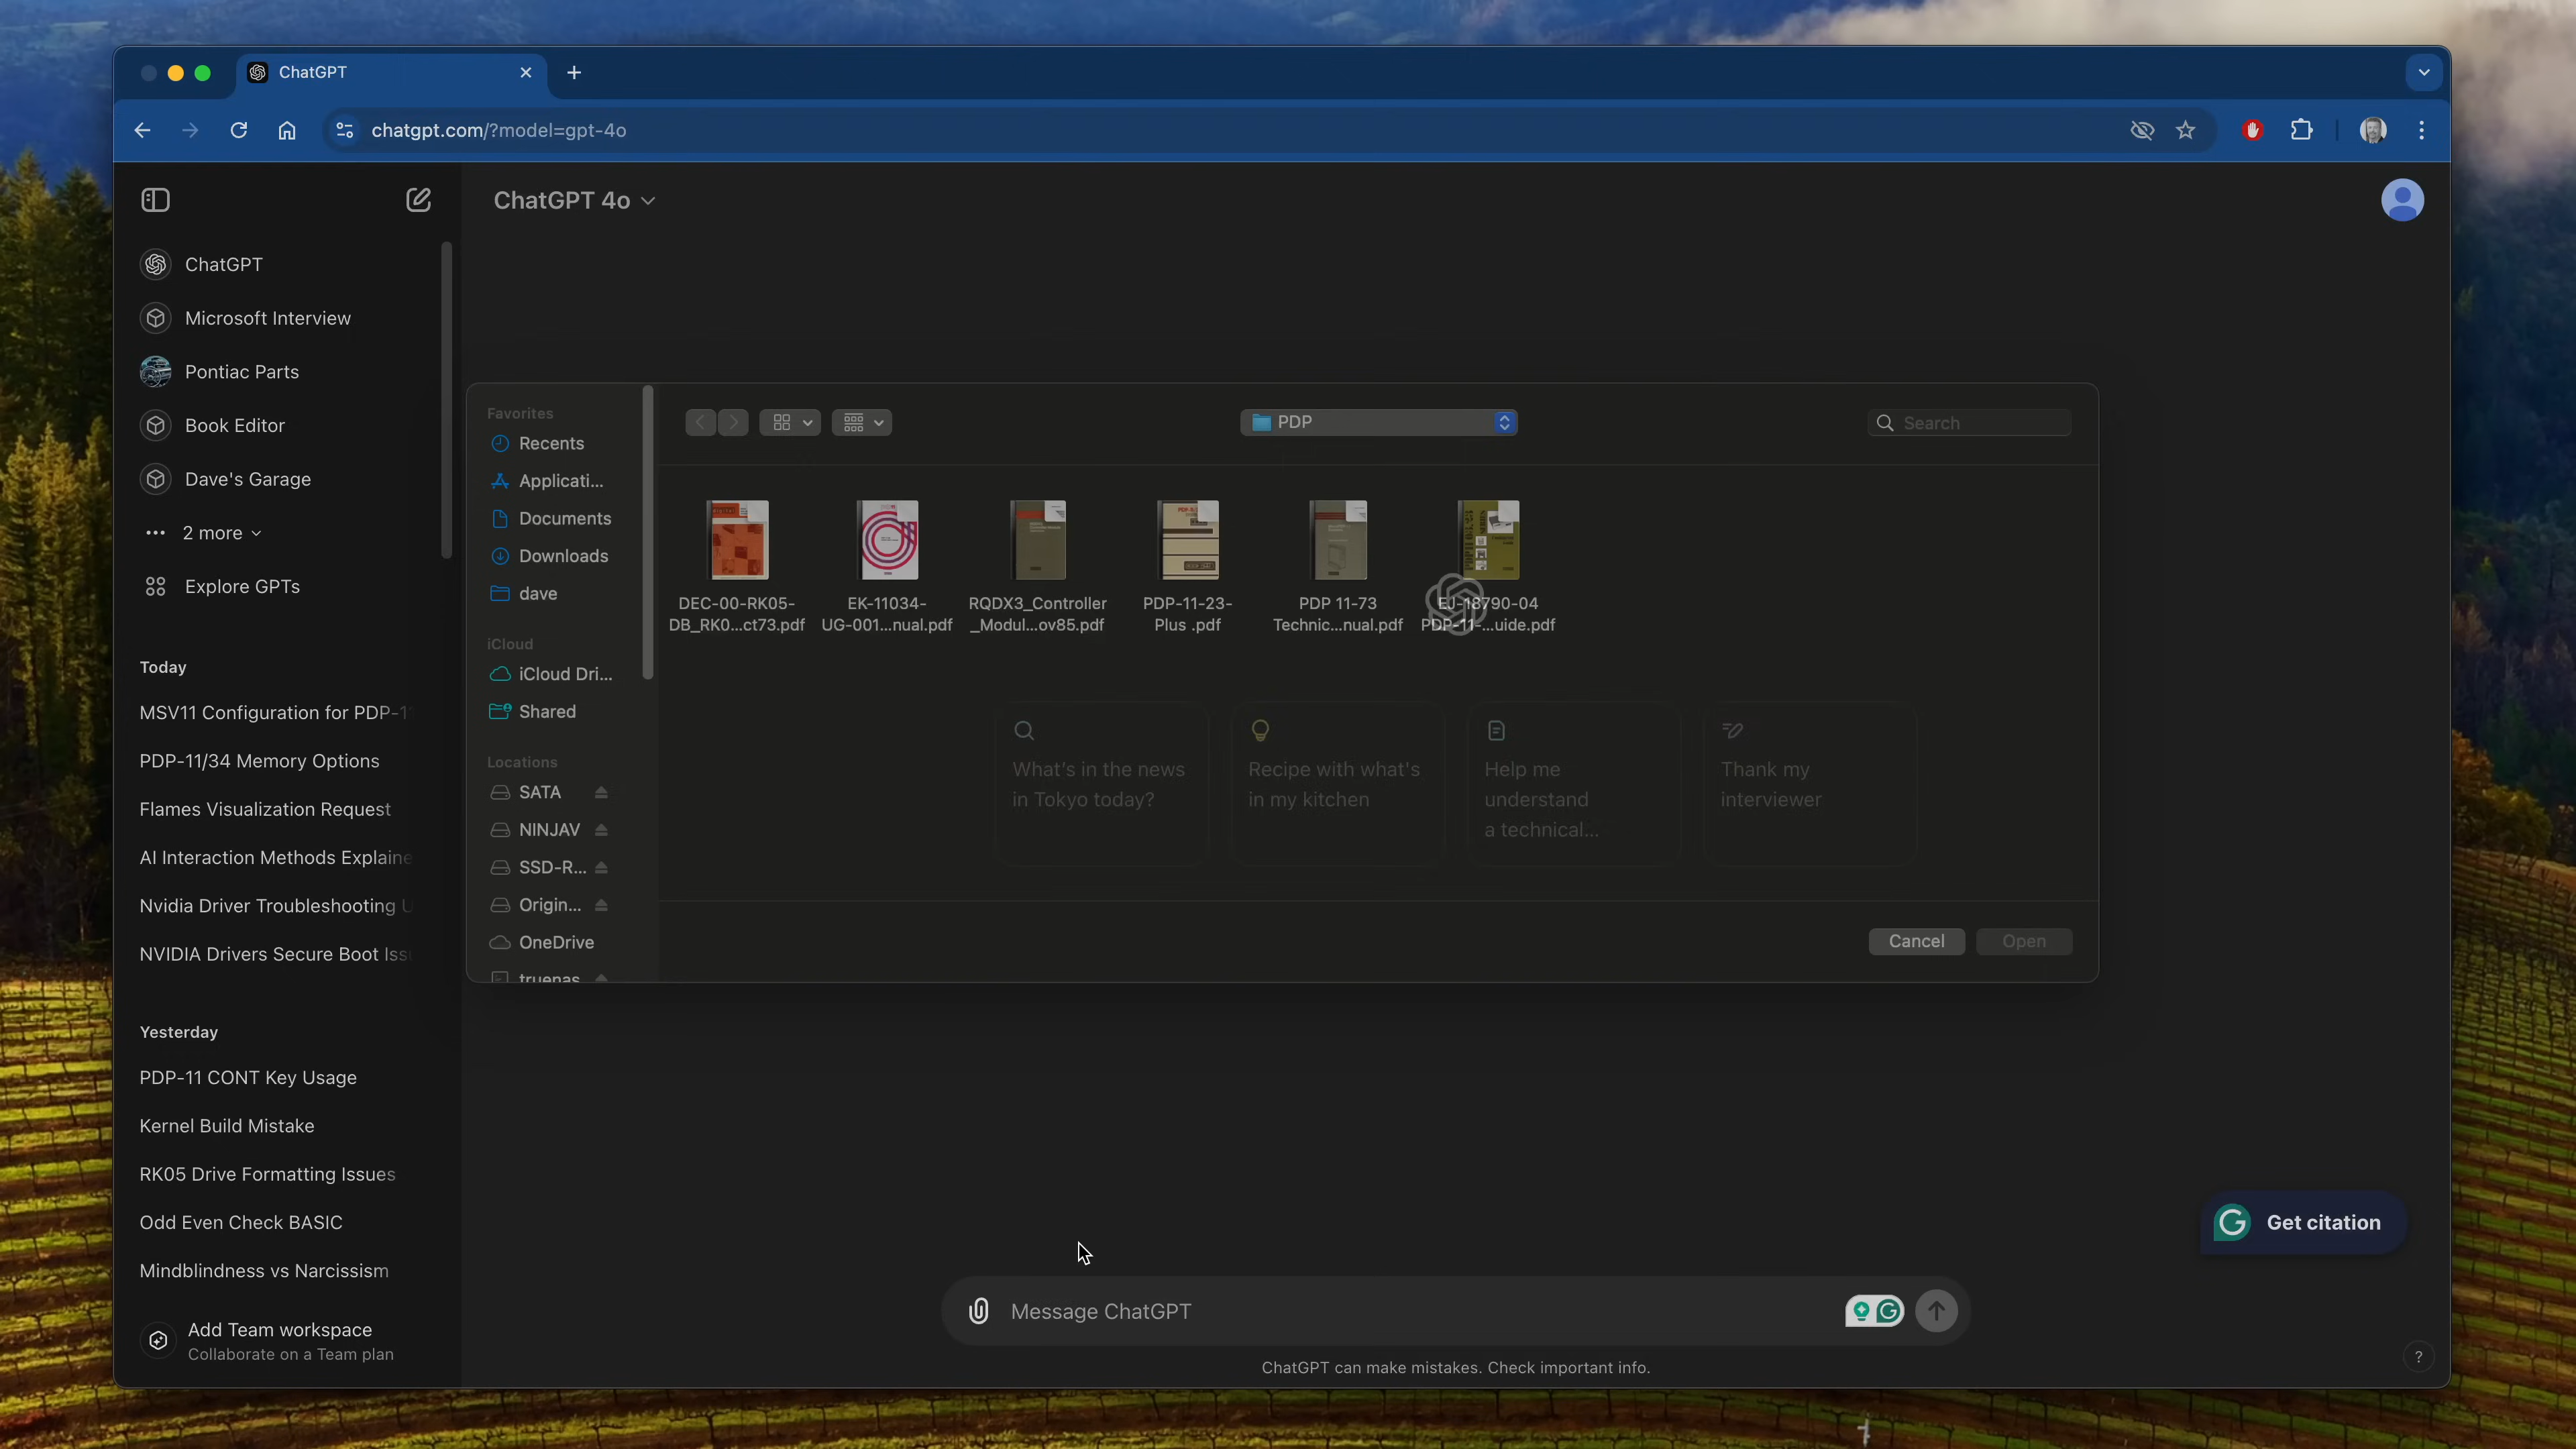 ChatGPT
chatgpt.com/?model=gpt-4o
ChatGPT 4o
ChatGPT
Microsoft Interview
Pontiac Parts
Book Editor
Dave's Garage
2 more
Explore GPTs
Today
MSV11 Configuration for PDP-1
PDP-11/34 Memory Options
Flames Visualization Request
AI Interaction Methods Explaine
Nvidia Driver Troubleshooting U
NVIDIA Drivers Secure Boot Iss
Yesterday
PDP-11 CONT Key Usage
Kernel Build Mistake
RK05 Drive Formatting Issues
Odd Even Check BASIC
Mindblindness vs Narcissism
Add Team workspace
Collaborate on a Team plan
Favorites
Recents
Applicati...
Documents
Downloads
dave
iCloud
iCloud Dri...
Shared
Locations
SATA
NINJAV
SSD-R...
Origin...
OneDrive
truenas
PDP
Search
DEC-00-RK05-
DB_RK0...ct73.pdf
EK-11034-
UG-001...nual.pdf
RQDX3_Controller
_Modul...ov85.pdf
PDP-11-23-
Plus .pdf
PDP 11-73
Technic...nual.pdf
EJ-18790-04
PDP-11-...uide.pdf
What's in the news
in Tokyo today?
Recipe with what's
in my kitchen
Help me
understand
a technical...
Thank my
interviewer
Cancel
Open
Get citation
Message ChatGPT
ChatGPT can make mistakes. Check important info.
?